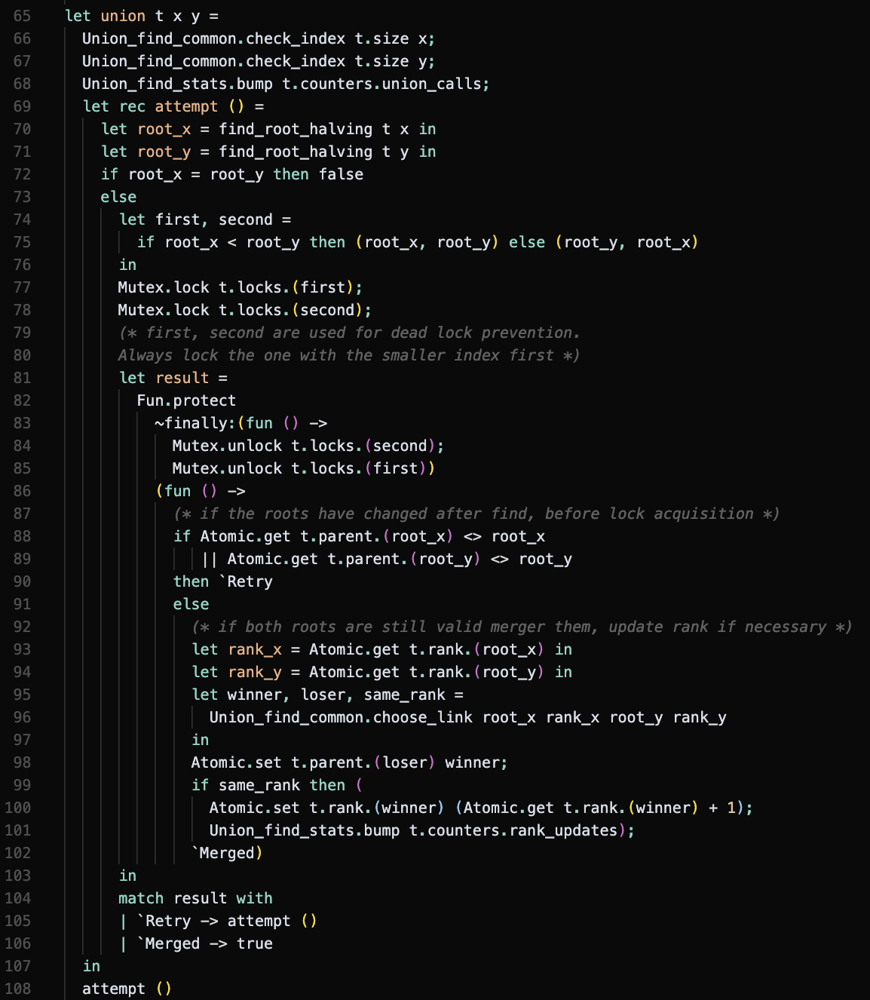 65 let union t x y =
66 Union_find_common.check_index t.size x;
67 Union_find_common.check_index t.size y;
68 Union_find_stats.bump t.counters.union_calls;
69 let rec attempt () =
70 let root_x = find_root_halving t x in
71 let root_y = find_root_halving t y in
72 if root_x = root_y then false
73 else
74 let first, second =
75 if root_x < root_y then (root_x, root_y) else (root_y, root_x)
76 in
77 Mutex.lock t.locks.(first);
78 Mutex.lock t.locks.(second);
79 (* first, second are used for dead lock prevention.
80 Always lock the one with the smaller index first *)
81 let result =
82 Fun.protect
83 ~finally:(fun () ->
84 Mutex.unlock t.locks.(second);
85 Mutex.unlock t.locks.(first))
86 (fun () ->
87 (* if the roots have changed after find, before lock acquisition *)
88 if Atomic.get t.parent.(root_x) <> root_x
89 || Atomic.get t.parent.(root_y) <> root_y
90 then `Retry
91 else
92 (* if both roots are still valid merger them, update rank if necessary *)
93 let rank_x = Atomic.get t.rank.(root_x) in
94 let rank_y = Atomic.get t.rank.(root_y) in
95 let winner, loser, same_rank =
96 Union_find_common.choose_link root_x rank_x root_y rank_y
97 in
98 Atomic.set t.parent.(loser) winner;
99 if same_rank then (
100 Atomic.set t.rank.(winner) (Atomic.get t.rank.(winner) + 1);
101 Union_find_stats.bump t.counters.rank_updates);
102 `Merged)
103 in
104 match result with
105 | `Retry -> attempt ()
106 | `Merged -> true
107 in
108 attempt ()